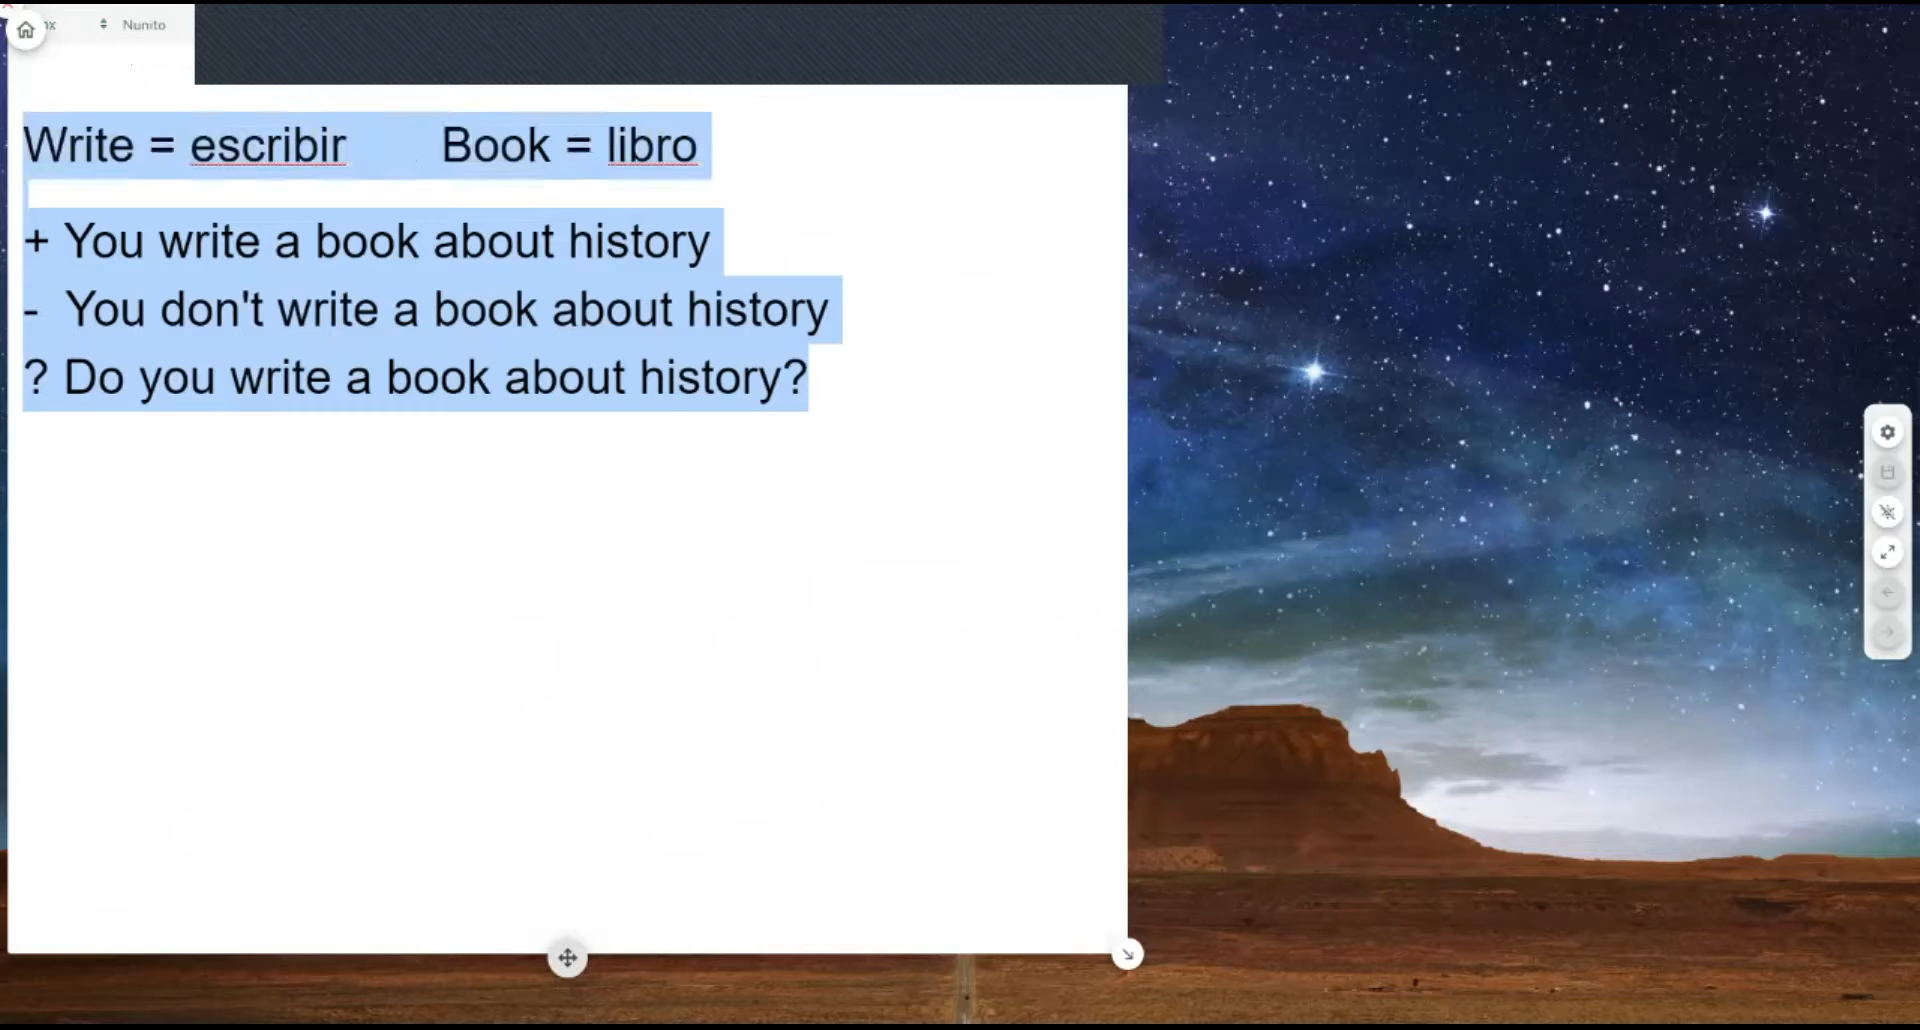 Nunito
Write = escribir Book = libro
+ You write a book about history
- You don't write a book about history
? Do you write a book about history?